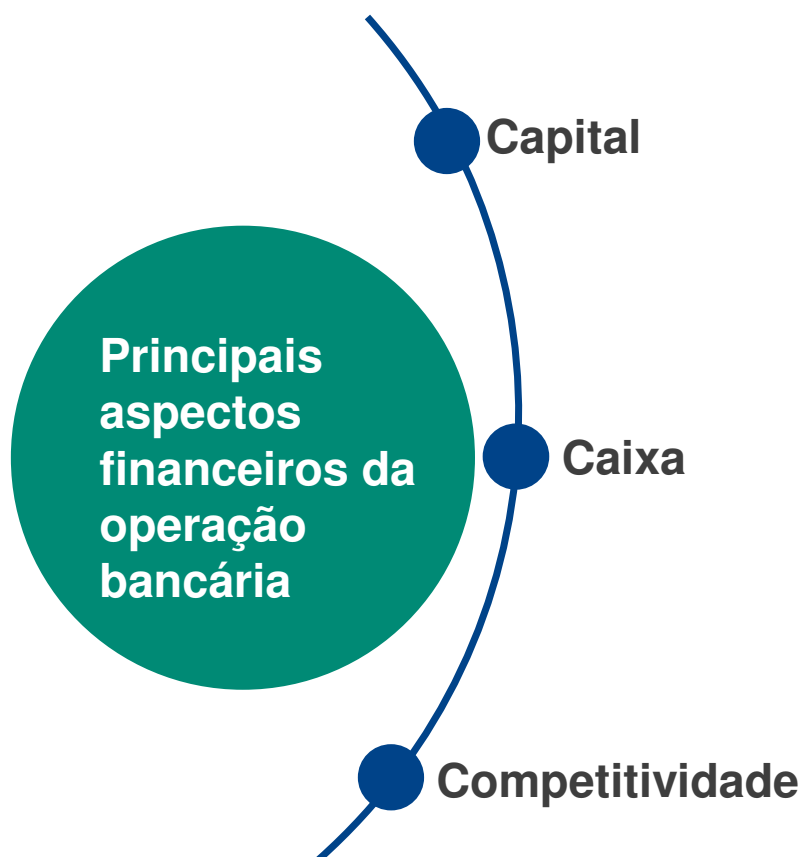 Principais
aspectos
financeiros da
operação
bancária
Capital
Caixa
Competitividade